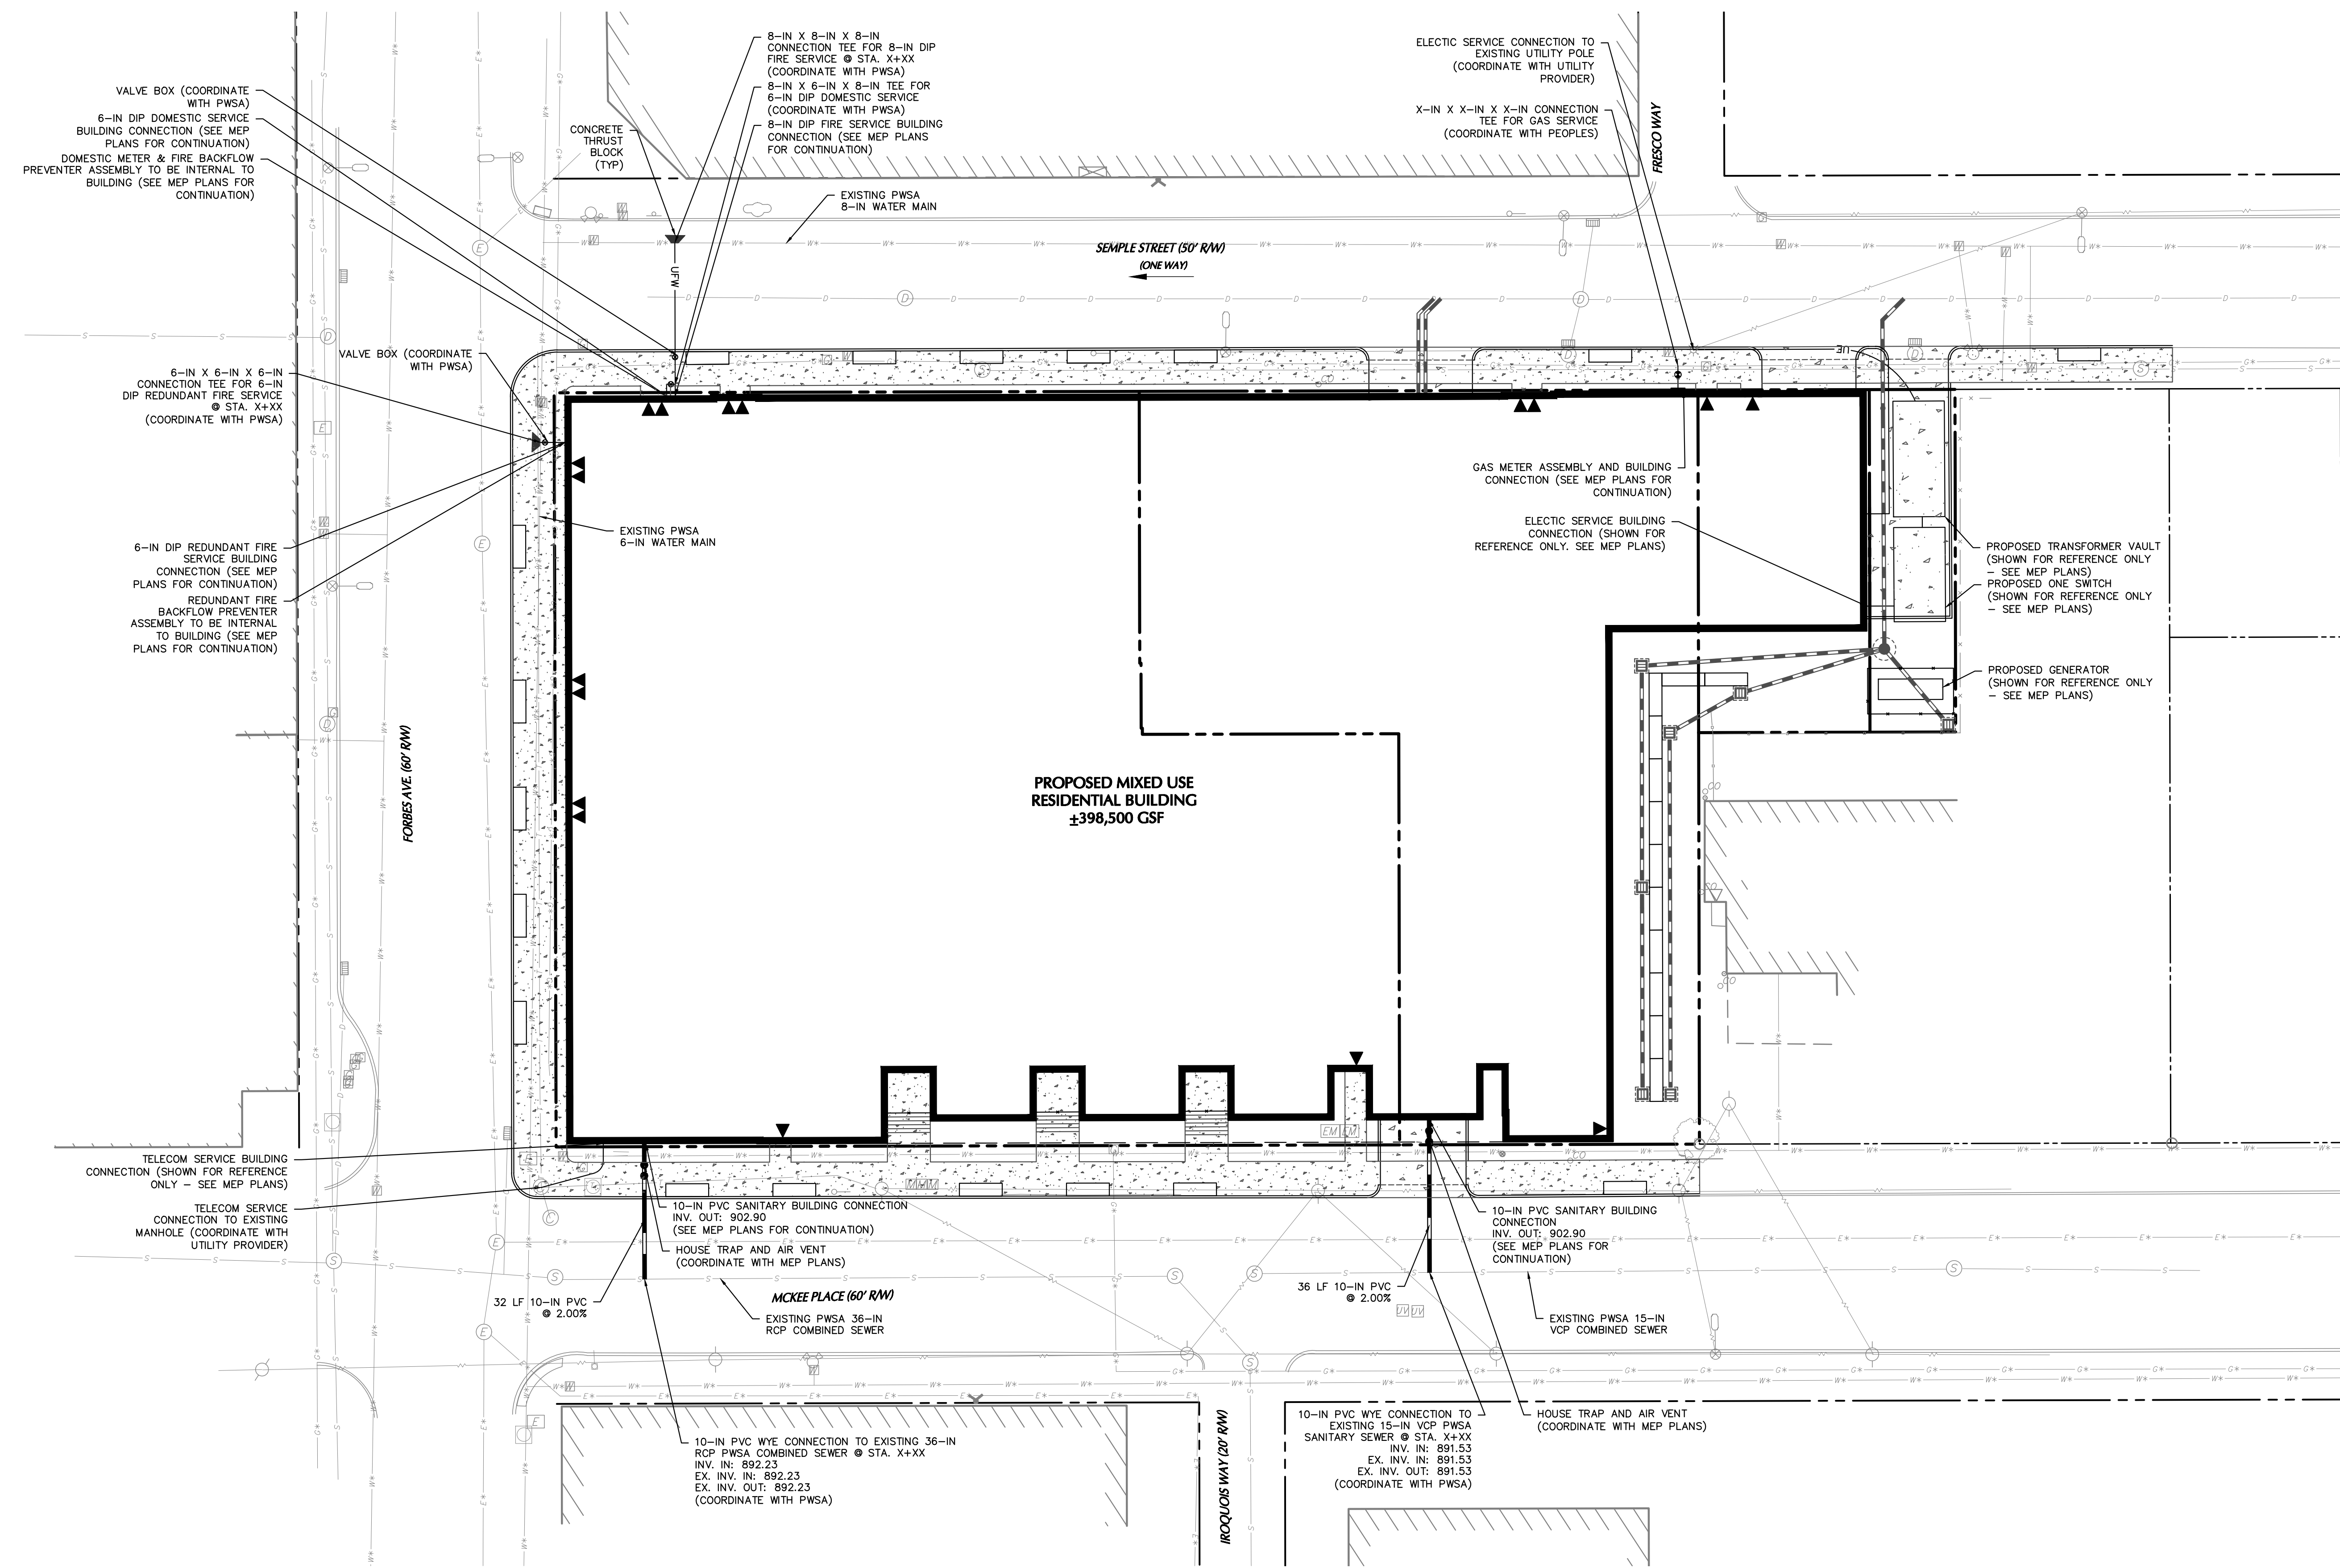 8-IN X 8-IN X 8-IN
CONNECTION TEE FOR 8-IN DIP
FIRE SERVICE @ STA. X+XX
(COORDINATE WITH PWSA)
8-IN X 6-IN X 8-IN TEE FOR
6-IN DIP DOMESTIC SERVICE
(COORDINATE WITH PWSA)
8-IN DIP FIRE SERVICE BUILDING
CONNECTION (SEE MEP PLANS
FOR CONTINUATION)
ELECTIC SERVICE CONNECTION TO
EXISTING UTILITY POLE
(COORDINATE WITH UTILITY
PROVIDER)
X-IN X X-IN X X-IN CONNECTION
TEE FOR GAS SERVICE
(COORDINATE WITH PEOPLES)
FRESCO WAY
VALVE BOX (COORDINATE
WITH PWSA)
6-IN DIP DOMESTIC SERVICE
BUILDING CONNECTION (SEE MEP
PLANS FOR CONTINUATION)
DOMESTIC METER & FIRE BACKFLOW
PREVENTER ASSEMBLY TO BE INTERNAL TO
BUILDING (SEE MEP PLANS FOR
CONTINUATION)
CONCRETE
THRUST
BLOCK
(TYP)
EXISTING PWSA
8-IN WATER MAIN
SEMPLE STREET (50' R/W)
(ONE WAY)
UFW
VALVE BOX (COORDINATE
WITH PWSA)
UE
6-IN X 6-IN X 6-IN
CONNECTION TEE FOR 6-IN
DIP REDUNDANT FIRE SERVICE
@ STA. X+XX
(COORDINATE WITH PWSA)
GAS METER ASSEMBLY AND BUILDING
CONNECTION (SEE MEP PLANS FOR
CONTINUATION)
EXISTING PWSA
6-IN WATER MAIN
ELECTIC SERVICE BUILDING
CONNECTION (SHOWN FOR
REFERENCE ONLY. SEE MEP PLANS)
6-IN DIP REDUNDANT FIRE
SERVICE BUILDING
CONNECTION (SEE MEP
PLANS FOR CONTINUATION)
REDUNDANT FIRE
BACKFLOW PREVENTER
ASSEMBLY TO BE INTERNAL
TO BUILDING (SEE MEP
PLANS FOR CONTINUATION)
PROPOSED TRANSFORMER VAULT
(SHOWN FOR REFERENCE ONLY
- SEE MEP PLANS)
PROPOSED ONE SWITCH
(SHOWN FOR REFERENCE ONLY
- SEE MEP PLANS)
PROPOSED GENERATOR
(SHOWN FOR REFERENCE ONLY
- SEE MEP PLANS)
FORBES AVE. (60' R/W)
PROPOSED MIXED USE
RESIDENTIAL BUILDING
±398,500 GSF
EM EM
TELECOM SERVICE BUILDING
CONNECTION (SHOWN FOR REFERENCE
ONLY - SEE MEP PLANS)
TELECOM SERVICE
CONNECTION TO EXISTING
MANHOLE (COORDINATE WITH
UTILITY PROVIDER)
10-IN PVC SANITARY BUILDING CONNECTION
INV. OUT: 902.90
(SEE MEP PLANS FOR CONTINUATION)
HOUSE TRAP AND AIR VENT
(COORDINATE WITH MEP PLANS)
10-IN PVC SANITARY BUILDING
CONNECTION
INV. OUT: 902.90
(SEE MEP PLANS FOR
CONTINUATION)
32 LF 10-IN PVC
@ 2.00%
MCKEE PLACE (60' R/W)
EXISTING PWSA 36-IN
RCP COMBINED SEWER
36 LF 10-IN PVC
@ 2.00%
UV UV
EXISTING PWSA 15-IN
VCP COMBINED SEWER
10-IN PVC WYE CONNECTION TO EXISTING 36-IN
RCP PWSA COMBINED SEWER @ STA. X+XX
INV. IN: 892.23
EX. INV. IN: 892.23
EX. INV. OUT: 892.23
(COORDINATE WITH PWSA)
IROQUOIS WAY (20' R/W)
10-IN PVC WYE CONNECTION TO
EXISTING 15-IN VCP PWSA
SANITARY SEWER @ STA. X+XX
INV. IN: 891.53
EX. INV. IN: 891.53
EX. INV. OUT: 891.53
(COORDINATE WITH PWSA)
HOUSE TRAP AND AIR VENT
(COORDINATE WITH MEP PLANS)